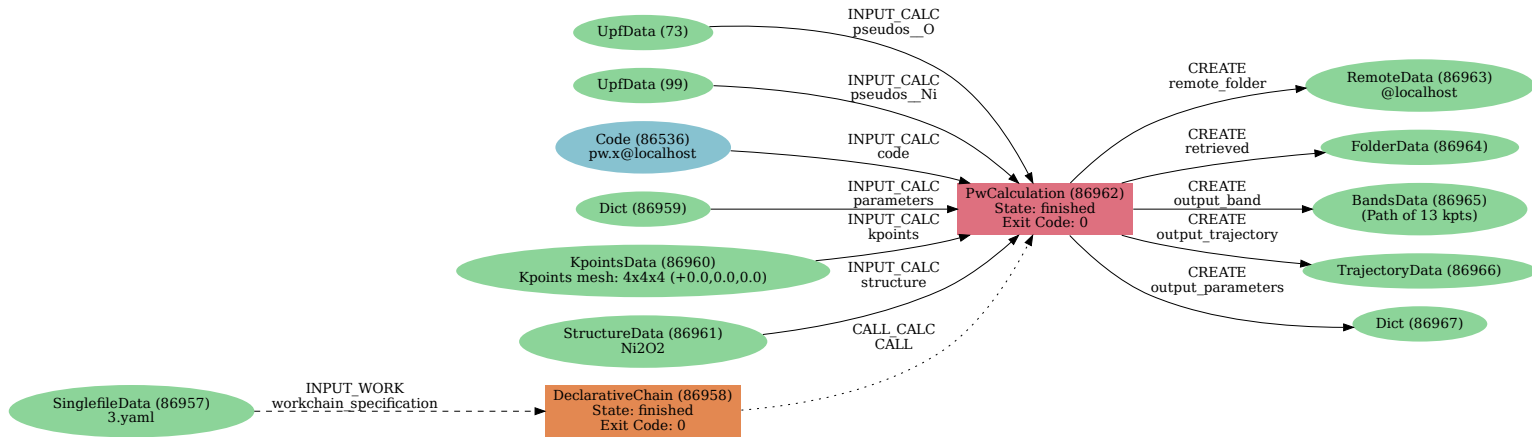 UpfData (73)
INPUT_CALC
pseudos__O
UpfData (99)
INPUT_CALC
pseudos__Ni
Code (86536)
pw.x@localhost
INPUT_CALC
code
Dict (86959)
INPUT_CALC
parameters
KpointsData (86960)
Kpoints mesh: 4x4x4 (+0.0,0.0,0.0)
INPUT_CALC
kpoints
StructureData (86961)
Ni2O2
INPUT_CALC
structure
SinglefileData (86957)
3.yaml
INPUT_WORK
workchain_specification
DeclarativeChain (86958)
State: finished
Exit Code: 0
CALL_CALC
CALL
PwCalculation (86962)
State: finished
Exit Code: 0
CREATE
remote_folder
RemoteData (86963)
@localhost
CREATE
retrieved
FolderData (86964)
CREATE
output_band
BandsData (86965)
(Path of 13 kpts)
CREATE
output_trajectory
TrajectoryData (86966)
CREATE
output_parameters
Dict (86967)